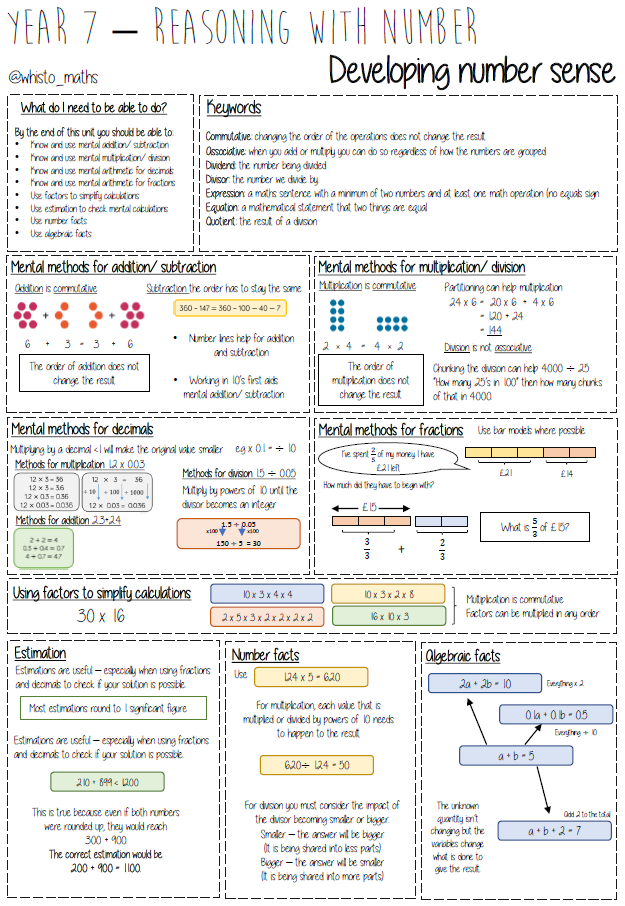 YEAR 7 — REASONING WITH NUMBER
@whisto_maths
Developing number sense
What do I need to be able to do?
By the end of this unit you should be able to:
• Know and use mental addition/ subtraction
• Know and use mental multiplication/ division
• Know and use mental arithmetic for decimals
• Know and use mental arithmetic for fractions
• Use factors to simplify calculations
• Use estimation to check mental calculations
• Use number facts
• Use algebraic facts
Keywords
Commutative: changing the order of the operations does not change the result
Associative: when you add or multiply you can do so regardless of how the numbers are grouped
Dividend: the number being divided
Divisor: the number we divide by
Expression: a maths sentence with a minimum of two numbers and at least one math operation (no equals sign
Equation: a mathematical statement that two things are equal
Quotient: the result of a division
Mental methods for addition/ subtraction
Addition is commutative
+ = +
6 + 3 = 3 + 6
The order of addition does not
change the result
Subtraction the order has to stay the same
360 – 147 = 360 – 100 – 40 – 7
• Number lines help for addition
and subtraction
• Working in 10's first aids
mental addition/ subtraction
Mental methods for multiplication/ division
Multiplication is commutative
2 x 4 = 4 x 2
The order of
multiplication does not
change the result
Partitioning can help multiplication
24 x 6 = 20 x 6 + 4 x 6
= 120 + 24
= 144
Division is not associative
Chunking the division can help 4000 ÷ 25
"How many 25's in 100" then how many chunks
of that in 4000.
Mental methods for decimals
Multiplying by a decimal <1 will make the original value smaller e.g x 0.1 = ÷ 10
Methods for multiplication 1.2 x 0.03
12 x 3 = 36
1.2 x 3 = 3.6
1.2 x 0.3 = 0.36
1.2 x 0.03 = 0.036
12 x 3 = 36
÷ 10 ÷ 100 ÷ 1000
1.2 x 0.03 = 0.036
Methods for addition 2.3+2.4
2 + 2 = 4
0.3 + 0.4 = 0.7
4 + 0.7 = 4.7
Methods for division 1.5 ÷ 0.05
Multiply by powers of 10 until the
divisor becomes an integer
1.5 ÷ 0.05
x100 x100
150 ÷ 5 = 30
Mental methods for fractions
Use bar models where possible
I've spent 2/5 of my money, I have
£21 left
£21 £14
How much did they have to begin with?
£15
3/3 + 2/3
What is 5/3 of £15?
Using factors to simplify calculations
30 x 16
10 x 3 x 4 x 4
10 x 3 x 2 x 8
2 x 5 x 3 x 2 x 2 x 2 x 2
16 x 10 x 3
Multiplication is commutative
Factors can be multiplied in any order
Estimation
Estimations are useful – especially when using fractions
and decimals to check if your solution is possible.
Most estimations round to 1 significant figure
Estimations are useful – especially when using fractions
and decimals to check if your solution is possible.
210 + 899 < 1200
This is true because even if both numbers
were rounded up, they would reach
300 + 900.
The correct estimation would be
200 + 900 = 1100.
Number facts
Use 124 x 5 = 620
For multiplication, each value that is
multiplied or divided by powers of 10 needs
to happen to the result
620 ÷ 124 = 50
For division you must consider the impact of
the divisor becoming smaller or bigger.
Smaller – the answer will be bigger
(It is being shared into less parts)
Bigger – the answer will be smaller
(It is being shared into more parts)
Algebraic facts
2a + 2b = 10
Everything x 2
0.1a + 0.1b = 0.5
Everything ÷ 10
a + b = 5
Add 2 to the total
a + b + 2 = 7
The unknown
quantity isn't
changing but the
variables change
what is done to
give the result.